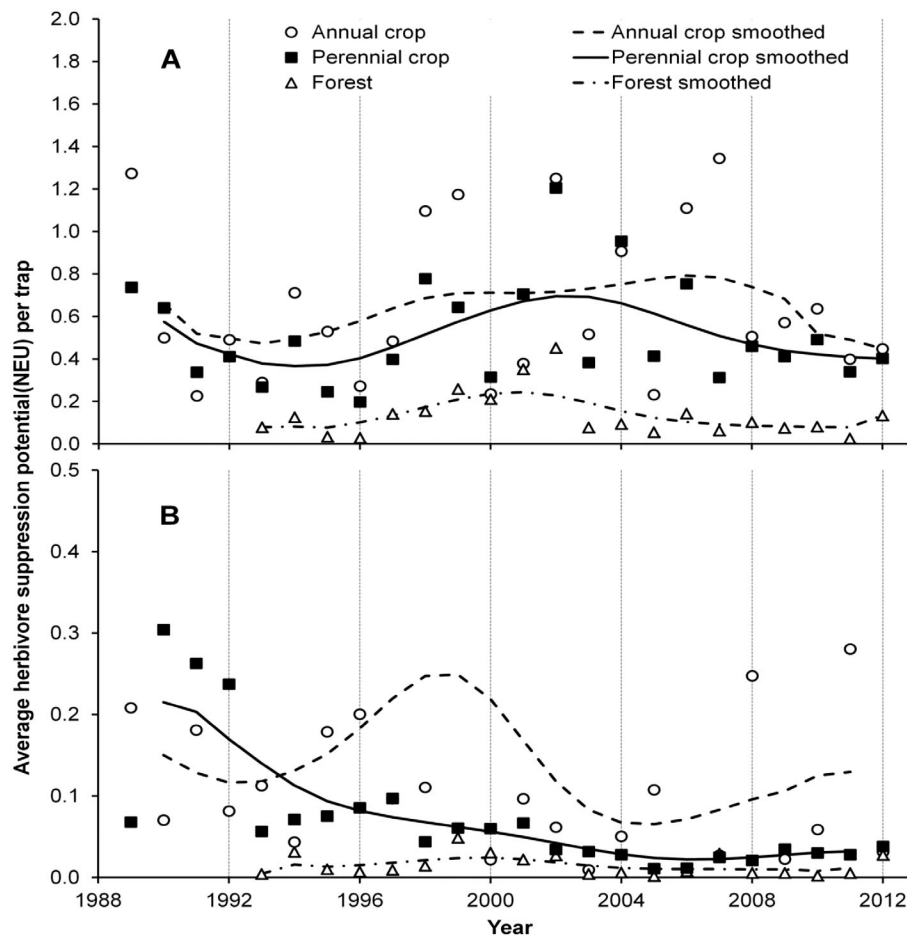 Average herbivore suppression potential(NEU) per trap
2.0
1.8
1.6
1.4
1.2
1.0
0.8
0.6
0.4
0.2
0.0
A
Annual crop
Perennial crop
Forest
Annual crop smoothed
Perennial crop smoothed
Forest smoothed
0.5
0.4
0.3
0.2
0.1
0.0
B
1988 1992 1996 2000 2004 2008 2012
Year